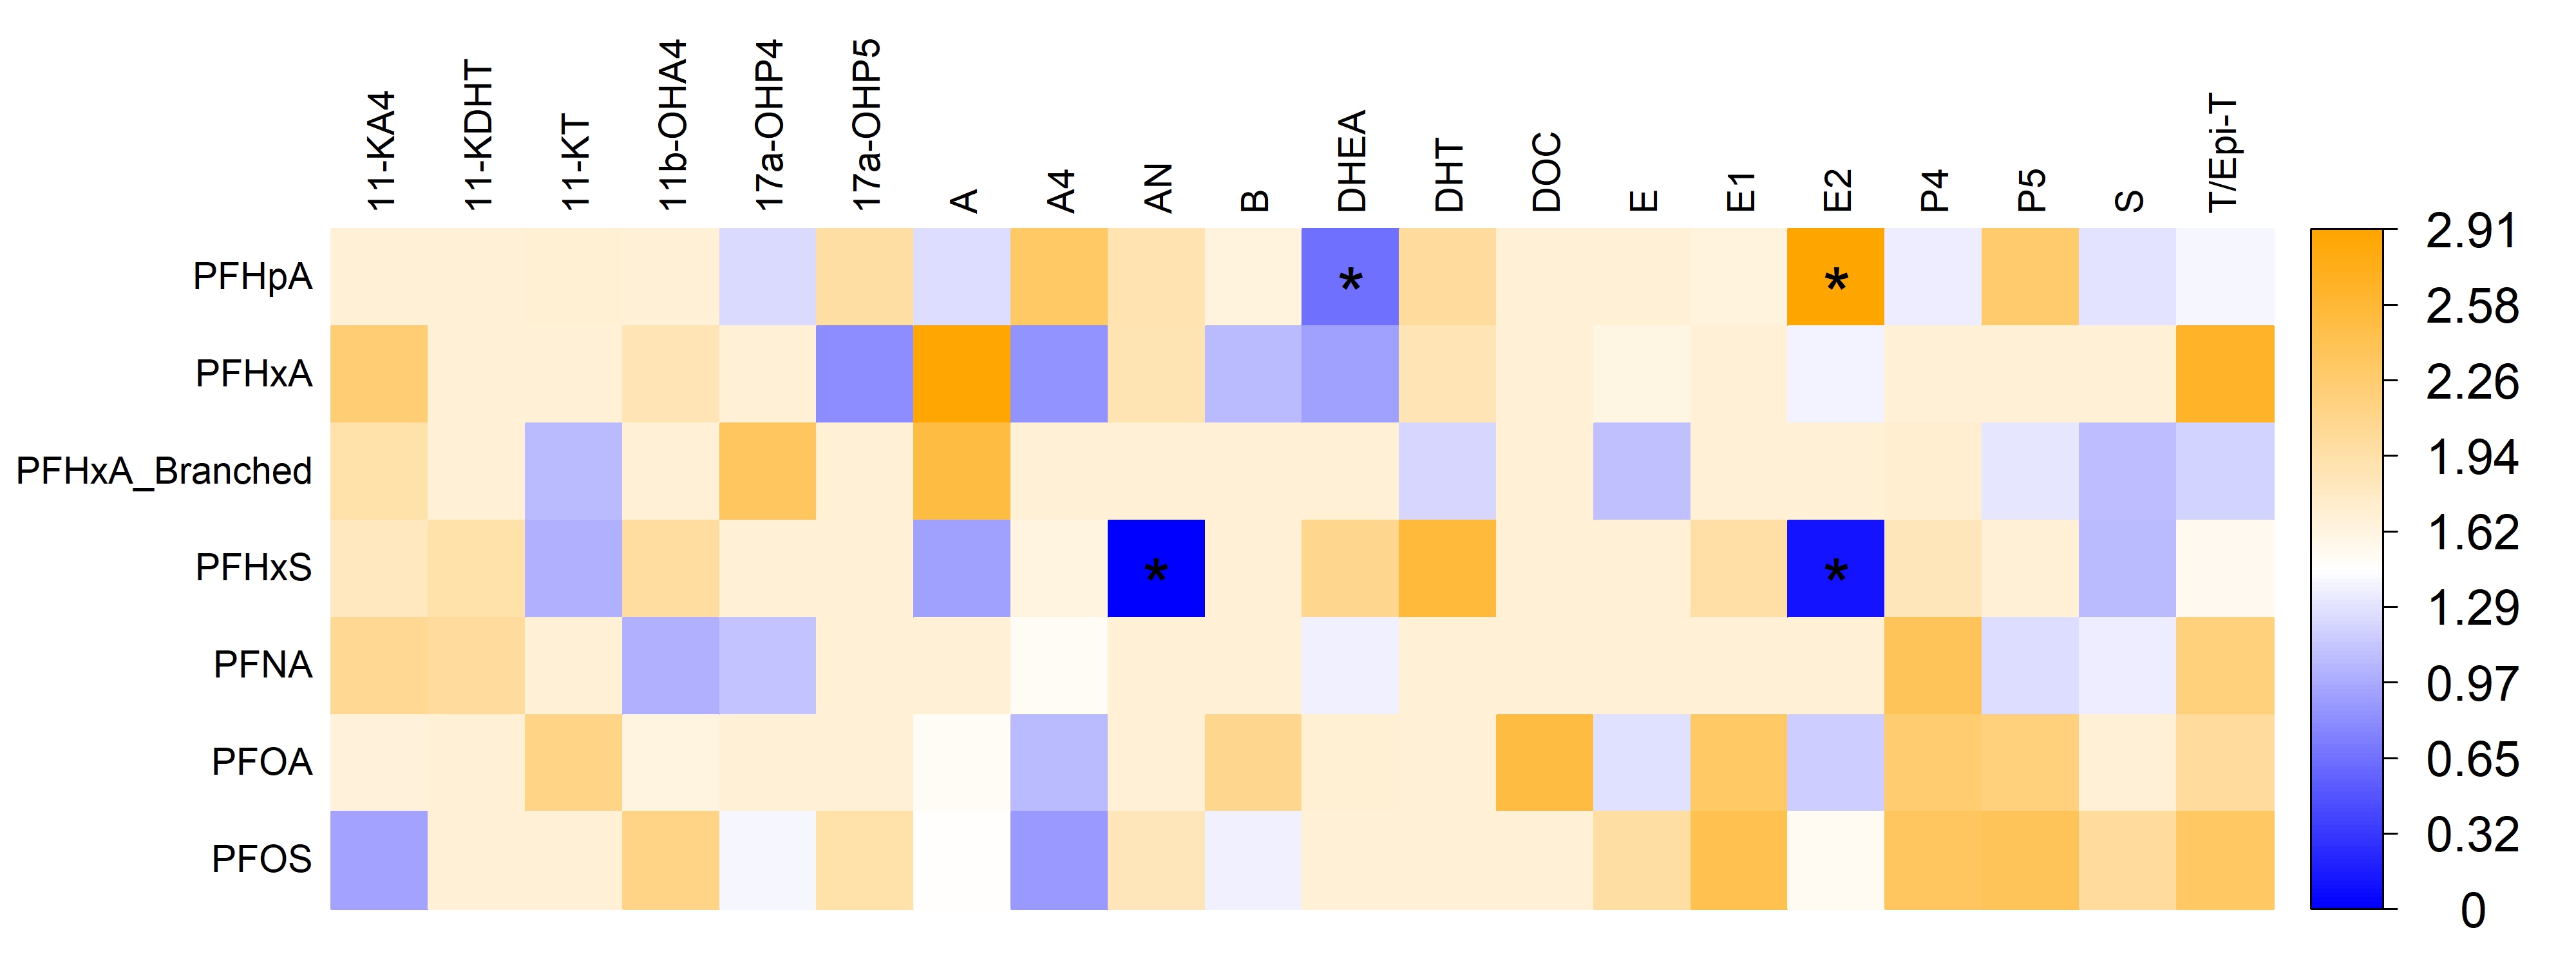 11-KA4
11-KDHT
11-KT
11b-OHA4
17a-OHP4
17a-OHP5
A
A4
AN
B
DHEA
DHT
DOC
E
E1
E2
P4
P5
S
T/Epi-T
PFHpA
* *
PFHxA
PFHxA_Branched
PFHxS
* *
PFNA
PFOA
PFOS
2.91
2.58
2.26
1.94
1.62
1.29
0.97
0.65
0.32
0